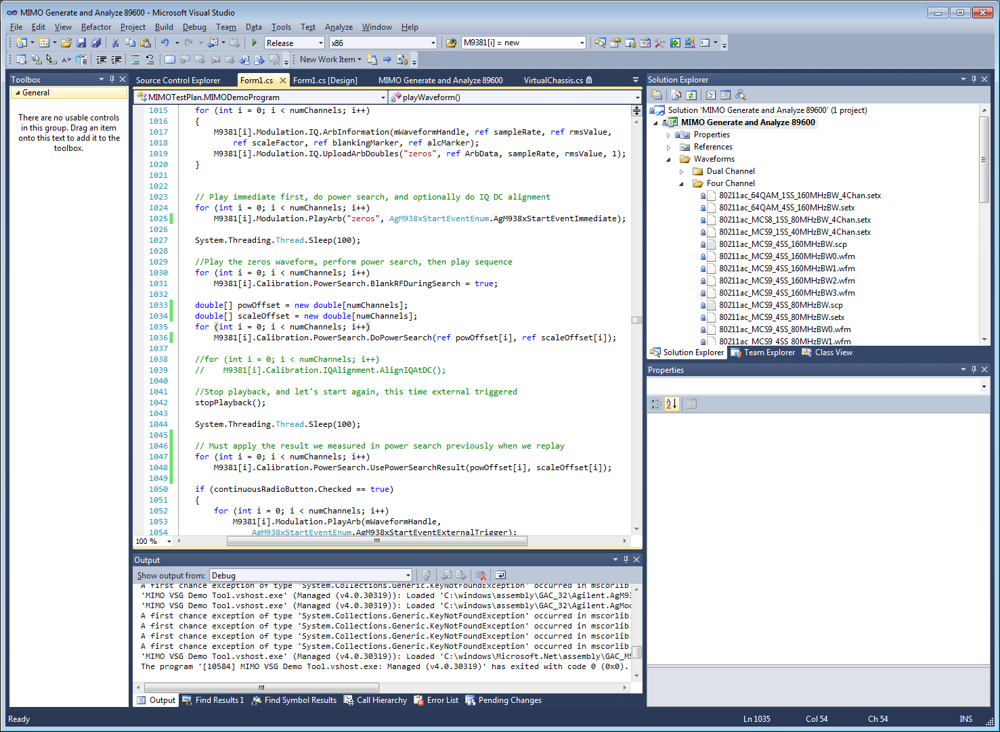 MIMO Generate and Analyze 89600 - Microsoft Visual Studio
File Edit View Refactor Project Build Debug Team Data Tools Test Analyze Window Help
Release x86 M9381[i] = new
New Work Item
Toolbox
General
There are no usable controls
in this group. Drag an item
onto this text to add it to the
toolbox.
Source Control Explorer Form1.cs Form1.cs [Design] MIMO Generate and Analyze 89600 VirtualChassis.cs
MIMOTestPlan.MIMODemoProgram playWaveform()
1015 for (int i = 0; i < numChannels; i++)
1016 {
1017 M9381[i].Modulation.IQ.ArbInformation(mWaveformHandle, ref sampleRate, ref rmsValue,
1018 ref scaleFactor, ref blankingMarker, ref alcMarker);
1019 M9381[i].Modulation.IQ.UploadArbDoubles("zeros", ref ArbData, sampleRate, rmsValue, 1);
1020 }
1021
1022
1023 // Play immediate first, do power search, and optionally do IQ DC alignment
1024 for (int i = 0; i < numChannels; i++)
1025 M9381[i].Modulation.PlayArb("zeros", AgM938xStartEventEnum.AgM938xStartEventImmediate);
1026
1027 System.Threading.Thread.Sleep(100);
1028
1029 //Play the zeros waveform, perform power search, then play sequence
1030 for (int i = 0; i < numChannels; i++)
1031 M9381[i].Calibration.PowerSearch.BlankRFDuringSearch = true;
1032
1033 double[] powOffset = new double[numChannels];
1034 double[] scaleOffset = new double[numChannels];
1035 for (int i = 0; i < numChannels; i++)
1036 M9381[i].Calibration.PowerSearch.DoPowerSearch(ref powOffset[i], ref scaleOffset[i]);
1037
1038 //for (int i = 0; i < numChannels; i++)
1039 // M9381[i].Calibration.IQAlignment.AlignIQAtDC();
1040
1041 //Stop playback, and let's start again, this time external triggered
1042 stopPlayback();
1043
1044 System.Threading.Thread.Sleep(100);
1045
1046 // Must apply the result we measured in power search previously when we replay
1047 for (int i = 0; i < numChannels; i++)
1048 M9381[i].Calibration.PowerSearch.UsePowerSearchResult(powOffset[i], scaleOffset[i]);
1049
1050 if (continuousRadioButton.Checked == true)
1051 {
1052 for (int i = 0; i < numChannels; i++)
1053 M9381[i].Modulation.PlayArb(mWaveformHandle,
1054 AgM938xStartEventEnum.AgM938xStartEventExternalTrigger);
100 %
Output
Show output from: Debug
A first chance exception of type 'System.Collections.Generic.KeyNotFoundException' occurred in mscorlib.
'MIMO VSG Demo Tool.vshost.exe' (Managed (v4.0.30319)): Loaded 'C:\windows\assembly\GAC_32\Agilent.AgM93
'MIMO VSG Demo Tool.vshost.exe' (Managed (v4.0.30319)): Loaded 'C:\windows\assembly\GAC_32\Agilent.AgMod
A first chance exception of type 'System.Collections.Generic.KeyNotFoundException' occurred in mscorlib.
A first chance exception of type 'System.Collections.Generic.KeyNotFoundException' occurred in mscorlib.
A first chance exception of type 'System.Collections.Generic.KeyNotFoundException' occurred in mscorlib.
A first chance exception of type 'System.Collections.Generic.KeyNotFoundException' occurred in mscorlib.
'MIMO VSG Demo Tool.vshost.exe' (Managed (v4.0.30319)): Loaded 'C:\windows\Microsoft.Net\assembly\GAC_MS
The program '[10584] MIMO VSG Demo Tool.vshost.exe: Managed (v4.0.30319)' has exited with code 0 (0x0).
Output Find Results 1 Find Symbol Results Call Hierarchy Error List Pending Changes
Solution Explorer
Solution 'MIMO Generate and Analyze 89600' (1 project)
MIMO Generate and Analyze 89600
Properties
References
Waveforms
Dual Channel
Four Channel
80211ac_64QAM_1SS_160MHzBW_4Chan.setx
80211ac_64QAM_4SS_160MHzBW.setx
80211ac_MCS8_1SS_80MHzBW_4Chan.setx
80211ac_MCS9_1SS_40MHzBW_4Chan.setx
80211ac_MCS9_4SS_160MHzBW.scp
80211ac_MCS9_4SS_160MHzBW0.wfm
80211ac_MCS9_4SS_160MHzBW1.wfm
80211ac_MCS9_4SS_160MHzBW2.wfm
80211ac_MCS9_4SS_160MHzBW3.wfm
80211ac_MCS9_4SS_80MHzBW.scp
80211ac_MCS9_4SS_80MHzBW.setx
80211ac_MCS9_4SS_80MHzBW0.wfm
80211ac_MCS9_4SS_80MHzBW1.wfm
Solution Explorer Team Explorer Class View
Properties
Ready Ln 1035 Col 54 Ch 54 INS